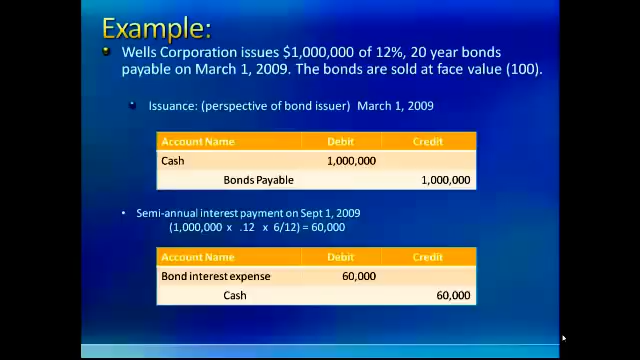 Example:
Wells Corporation issues $1,000,000 of 12%, 20 year bonds
payable on March 1, 2009. The bonds are sold at face value (100).
Issuance: (perspective of bond issuer) March 1, 2009
Account Name Debit Credit
Cash 1,000,000
Bonds Payable 1,000,000
Semi-annual interest payment on Sept 1, 2009
(1,000,000 x .12 x 6/12) = 60,000
Account Name Debit Credit
Bond interest expense 60,000
Cash 60,000